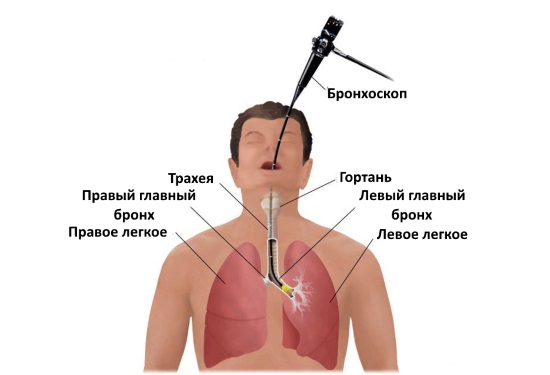 Бронхоскоп
Трахея
Гортань
Правый главный
бронх
Левый главный
бронх
Правое легкое
Левое легкое